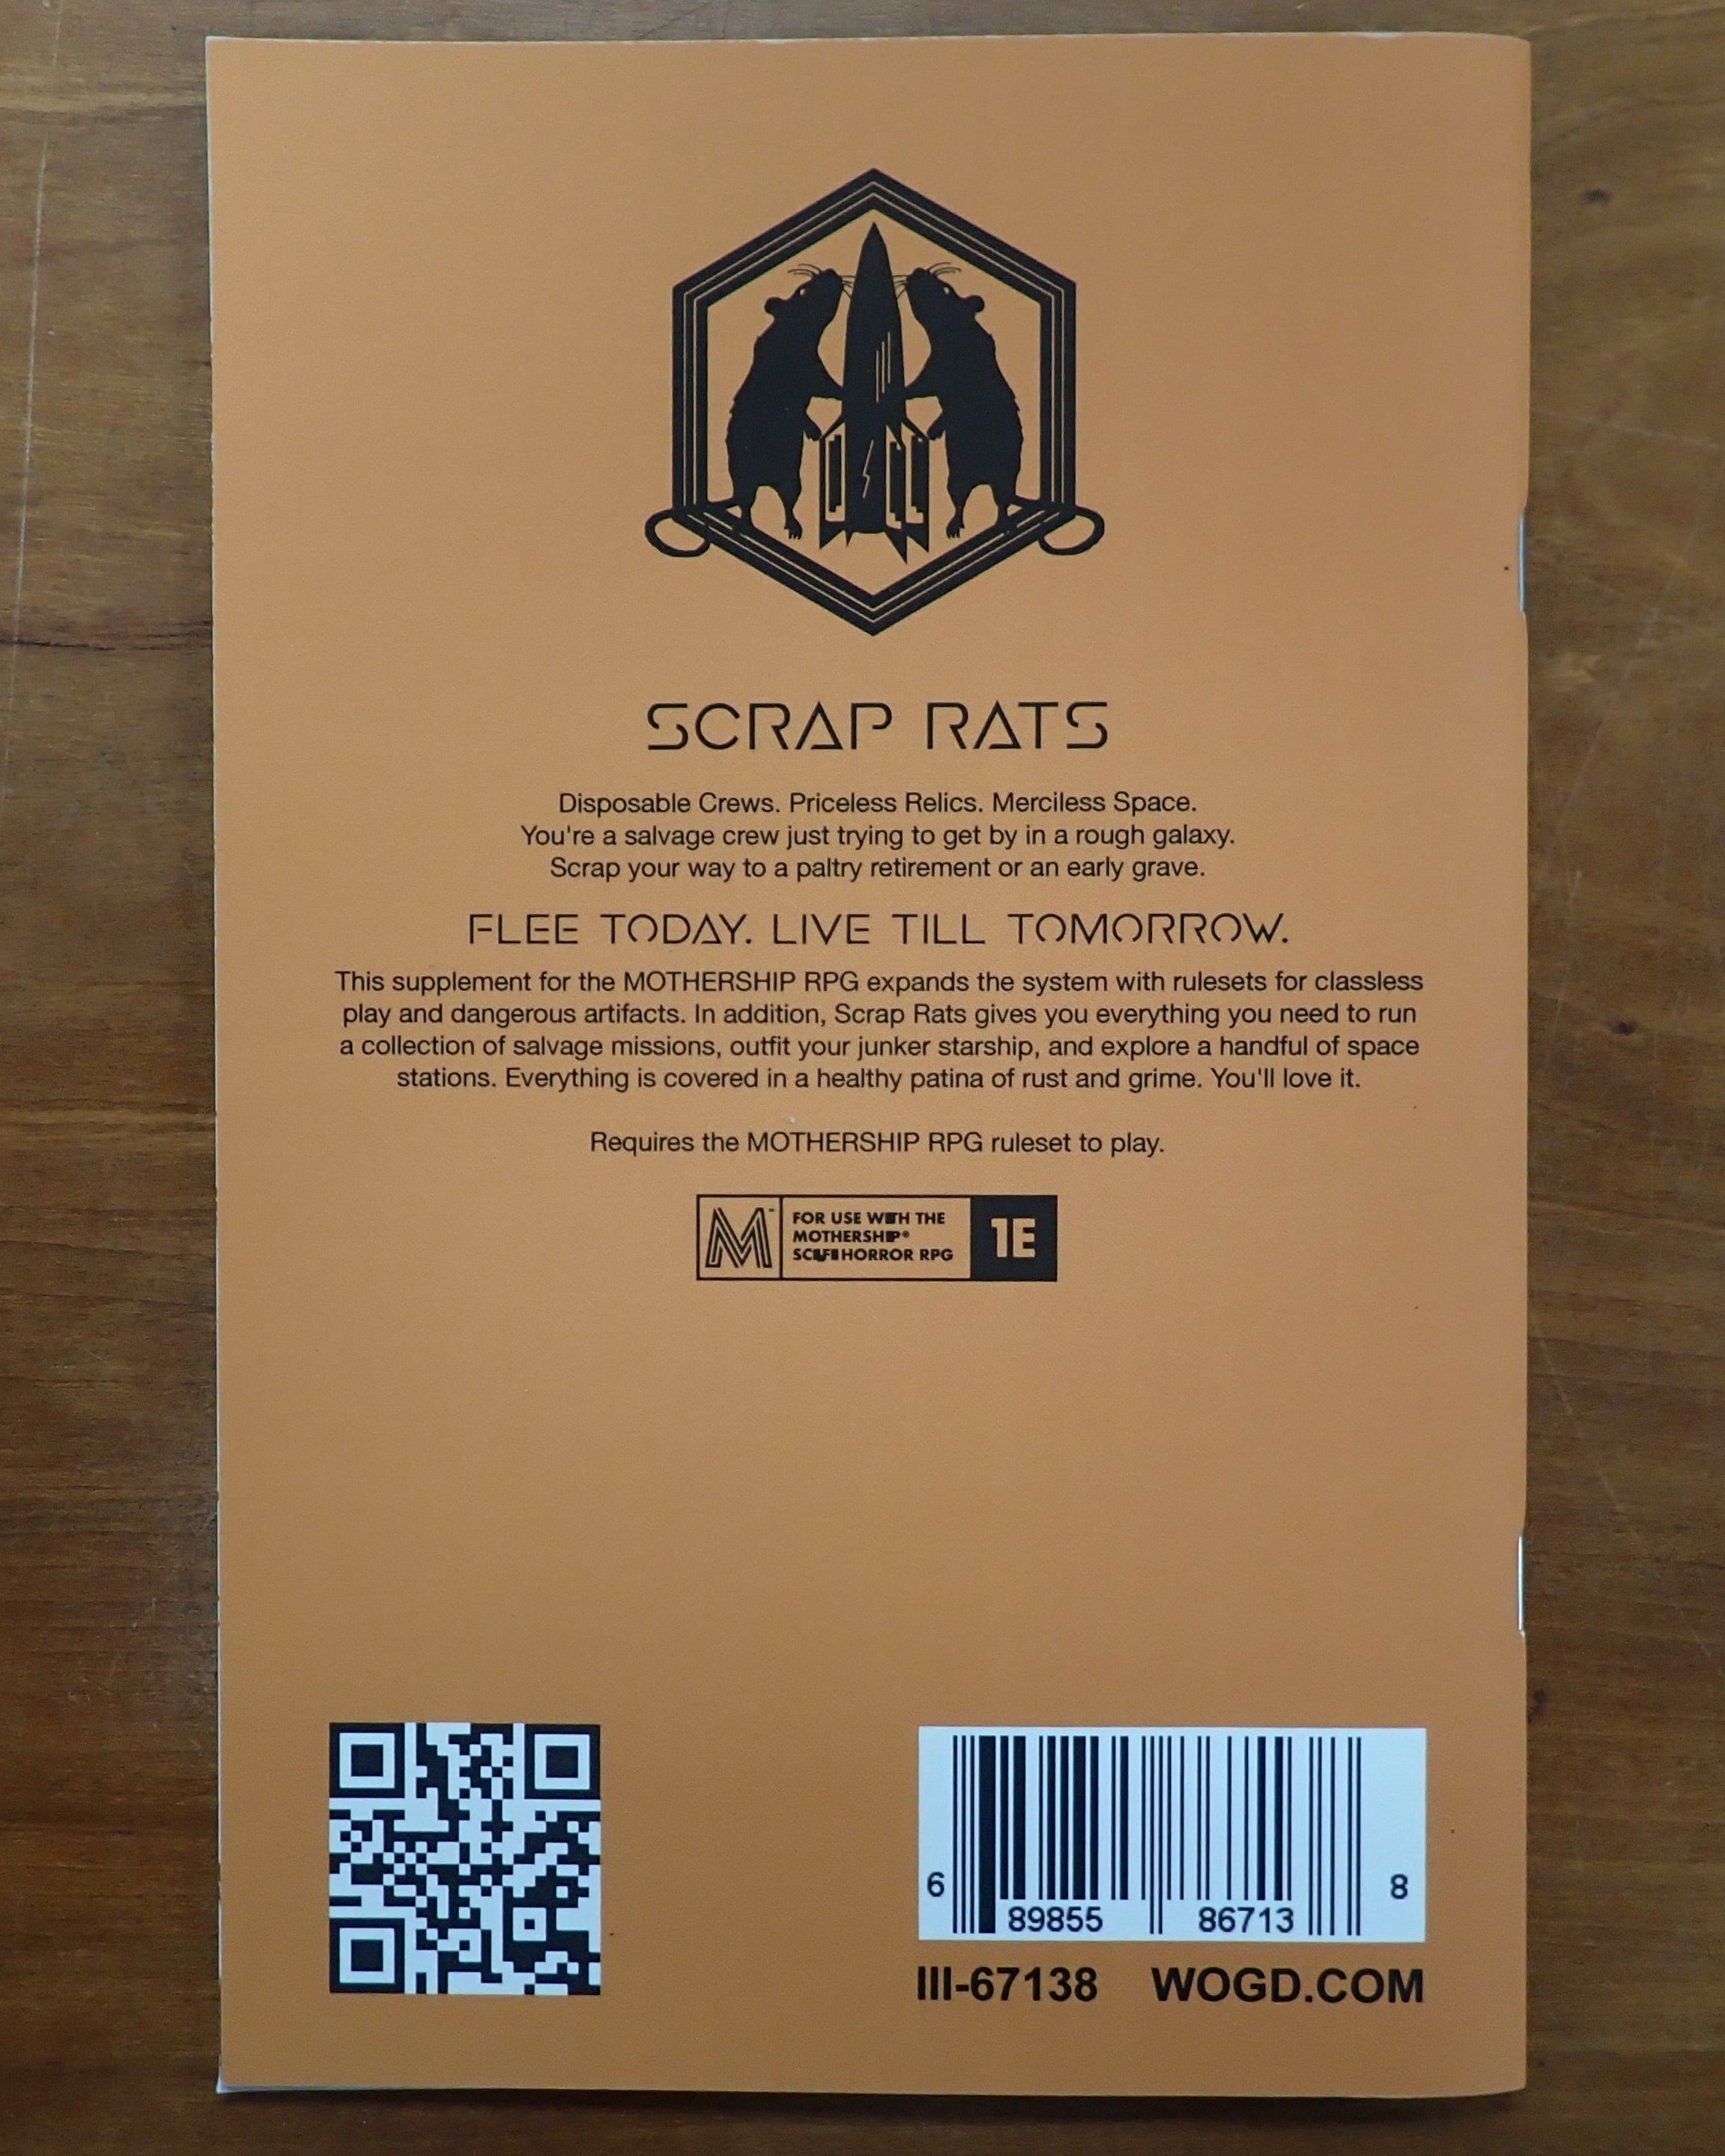 SCRAP RATS
Disposable Crews. Priceless Relics. Merciless Space.
You're a salvage crew just trying to get by in a rough galaxy.
Scrap your way to a paltry retirement or an early grave.
FLEE TODAY. LIVE TILL TOMORROW.
This supplement for the MOTHERSHIP RPG expands the system with rulesets for classless
play and dangerous artifacts. In addition, Scrap Rats gives you everything you need to run
a collection of salvage missions, outfit your junker starship, and explore a handful of space
stations. Everything is covered in a healthy patina of rust and grime. You'll love it.
Requires the MOTHERSHIP RPG ruleset to play.
M™ FOR USE WITH THE
MOTHERSHIP®
SCI-FI HORROR RPG
1E
6 89855 86713 8
III-67138 WOGD.COM